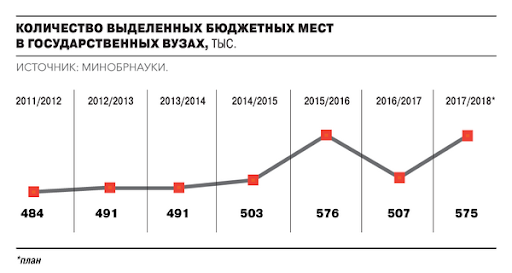 КОЛИЧЕСТВО ВЫДЕЛЕННЫХ БЮДЖЕТНЫХ МЕСТ
В ГОСУДАРСТВЕННЫХ ВУЗАХ, ТЫС.
ИСТОЧНИК: МИНОБРНАУКИ.
2011/2012 2012/2013 2013/2014 2014/2015 2015/2016 2016/2017 2017/2018*
484 491 491 503 576 507 575
*план